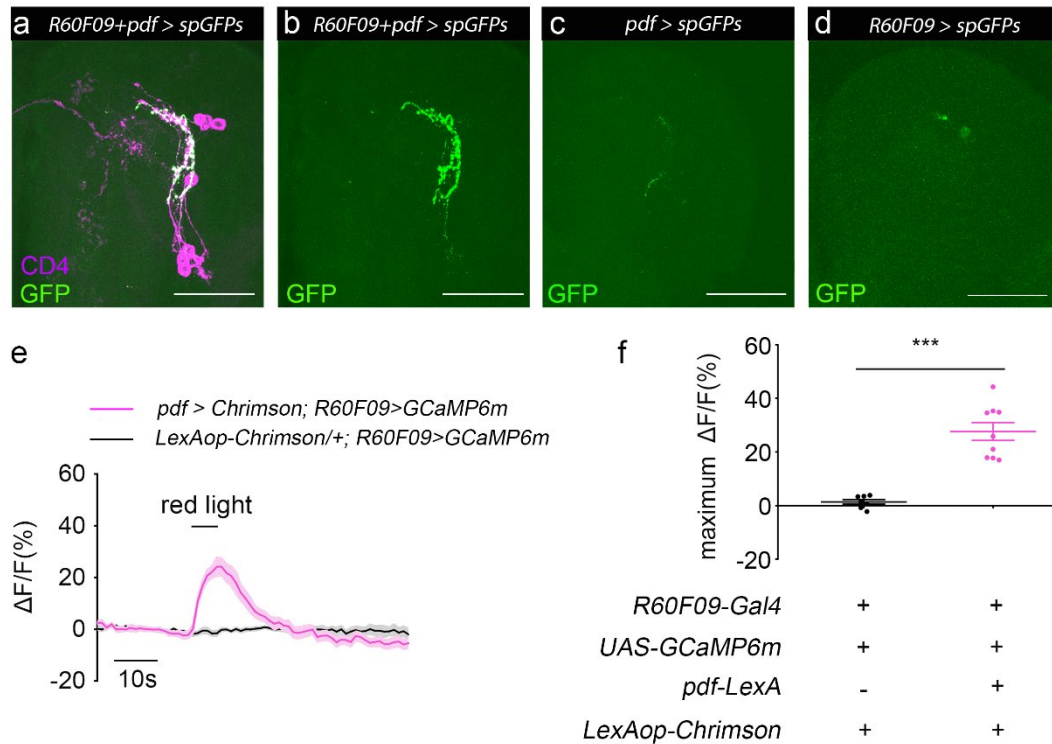 a R60F09+pdf > spGFPs
CD4
GFP
b R60F09+pdf > spGFPs
GFP
c pdf > spGFPs
GFP
d R60F09 > spGFPs
GFP
e
pdf > Chrimson; R60F09>GCaMP6m
LexAop-Chrimson/+; R60F09>GCaMP6m
60
40
20
0
-20
ΔF/F(%)
red light
10s
f
***
60
40
20
0
-20
maximum ΔF/F(%)
R60F09-Gal4 + +
UAS-GCaMP6m + +
pdf-LexA - +
LexAop-Chrimson + +